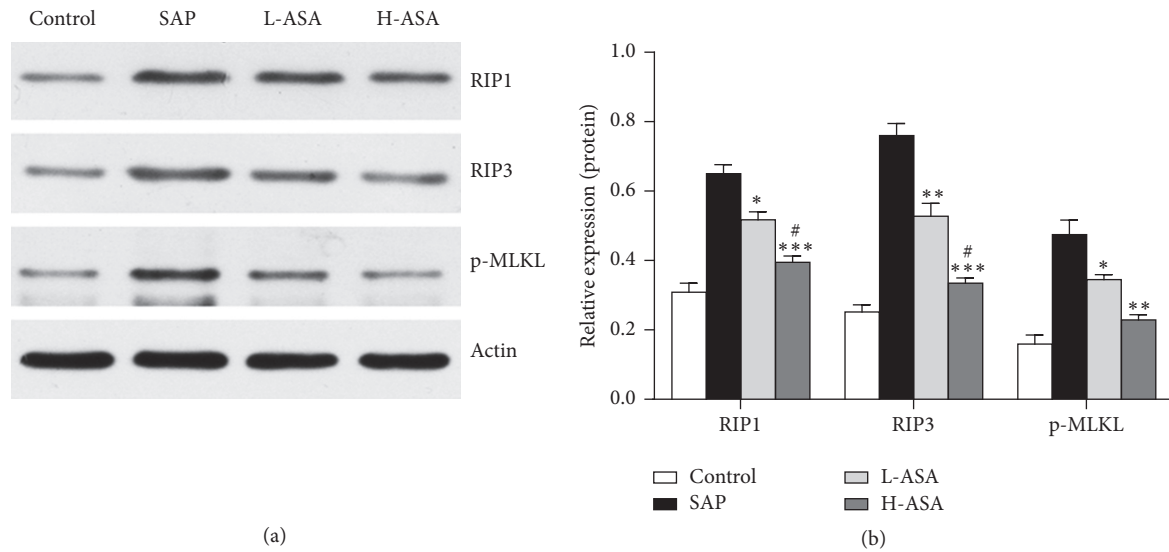 Control SAP L-ASA H-ASA
RIP1
RIP3
p-MLKL
Actin
(a)
Relative expression (protein)
1.0
0.8
0.6
0.4
0.2
0.0
*
#
***
**
#
***
*
**
RIP1 RIP3 p-MLKL
Control L-ASA
SAP H-ASA
(b)